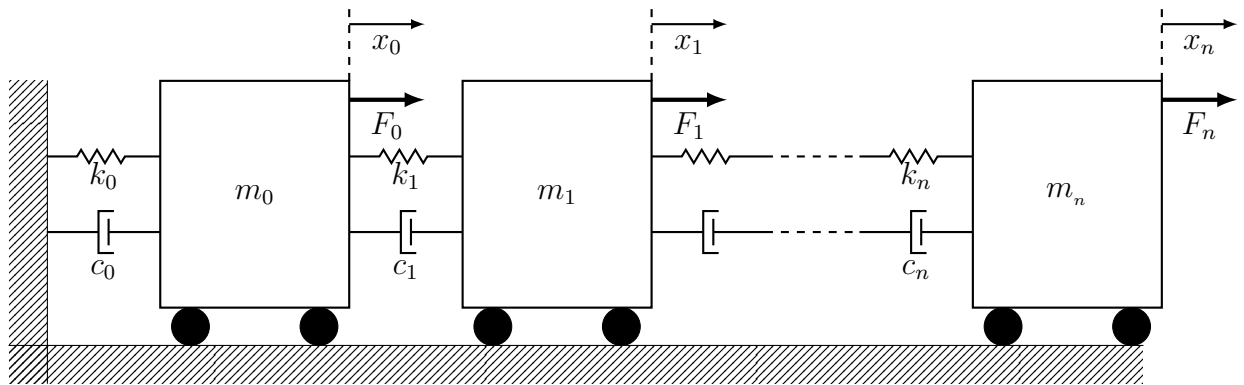 x₀ x₁ xₙ
F₀ F₁ Fₙ
k₀ k₁ kₙ
m₀ m₁ mₙ
c₀ c₁ cₙ